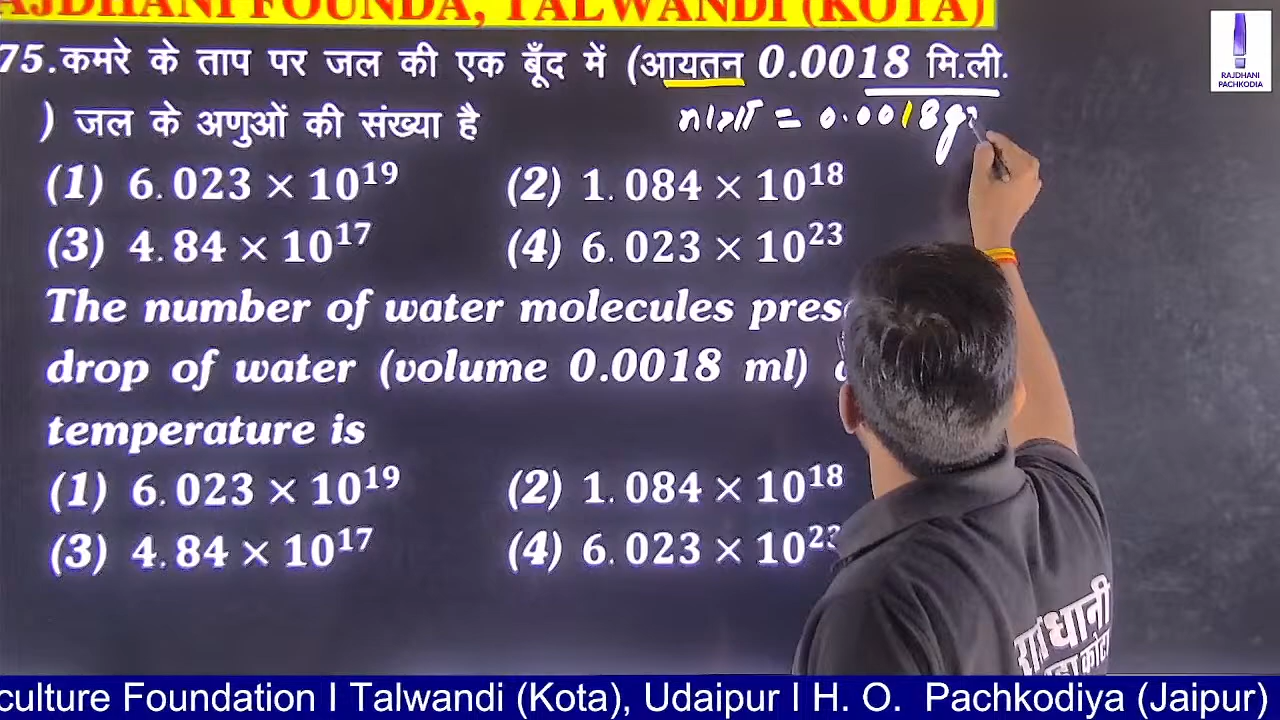 RAJDHANI FOUNDA, TALWANDI (KOTA)
RAJDHANI
PACHKODIA
75.कमरे के ताप पर जल की एक बूँद में (आयतन 0.0018 मि.ली.
) जल के अणुओं की संख्या है
= 0.0018g
(1) 6.023 × 10¹⁹ (2) 1.084 × 10¹⁸
(3) 4.84 × 10¹⁷ (4) 6.023 × 10²³
The number of water molecules pres
drop of water (volume 0.0018 ml)
temperature is
(1) 6.023 × 10¹⁹ (2) 1.084 × 10¹⁸
(3) 4.84 × 10¹⁷ (4) 6.023 × 10²³
culture Foundation I Talwandi (Kota), Udaipur I H. O. Pachkodiya (Jaipur)